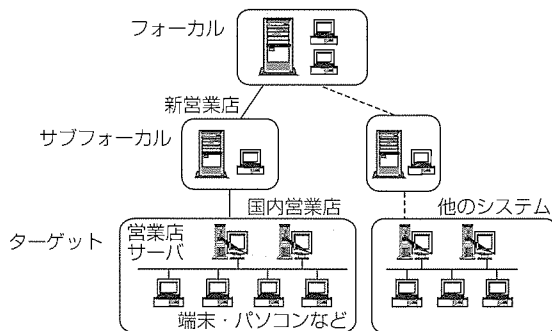 フォーカル
新営業店
サブフォーカル
国内営業店
他のシステム
ターゲット
営業店
サーバ
端末・パソコンなど